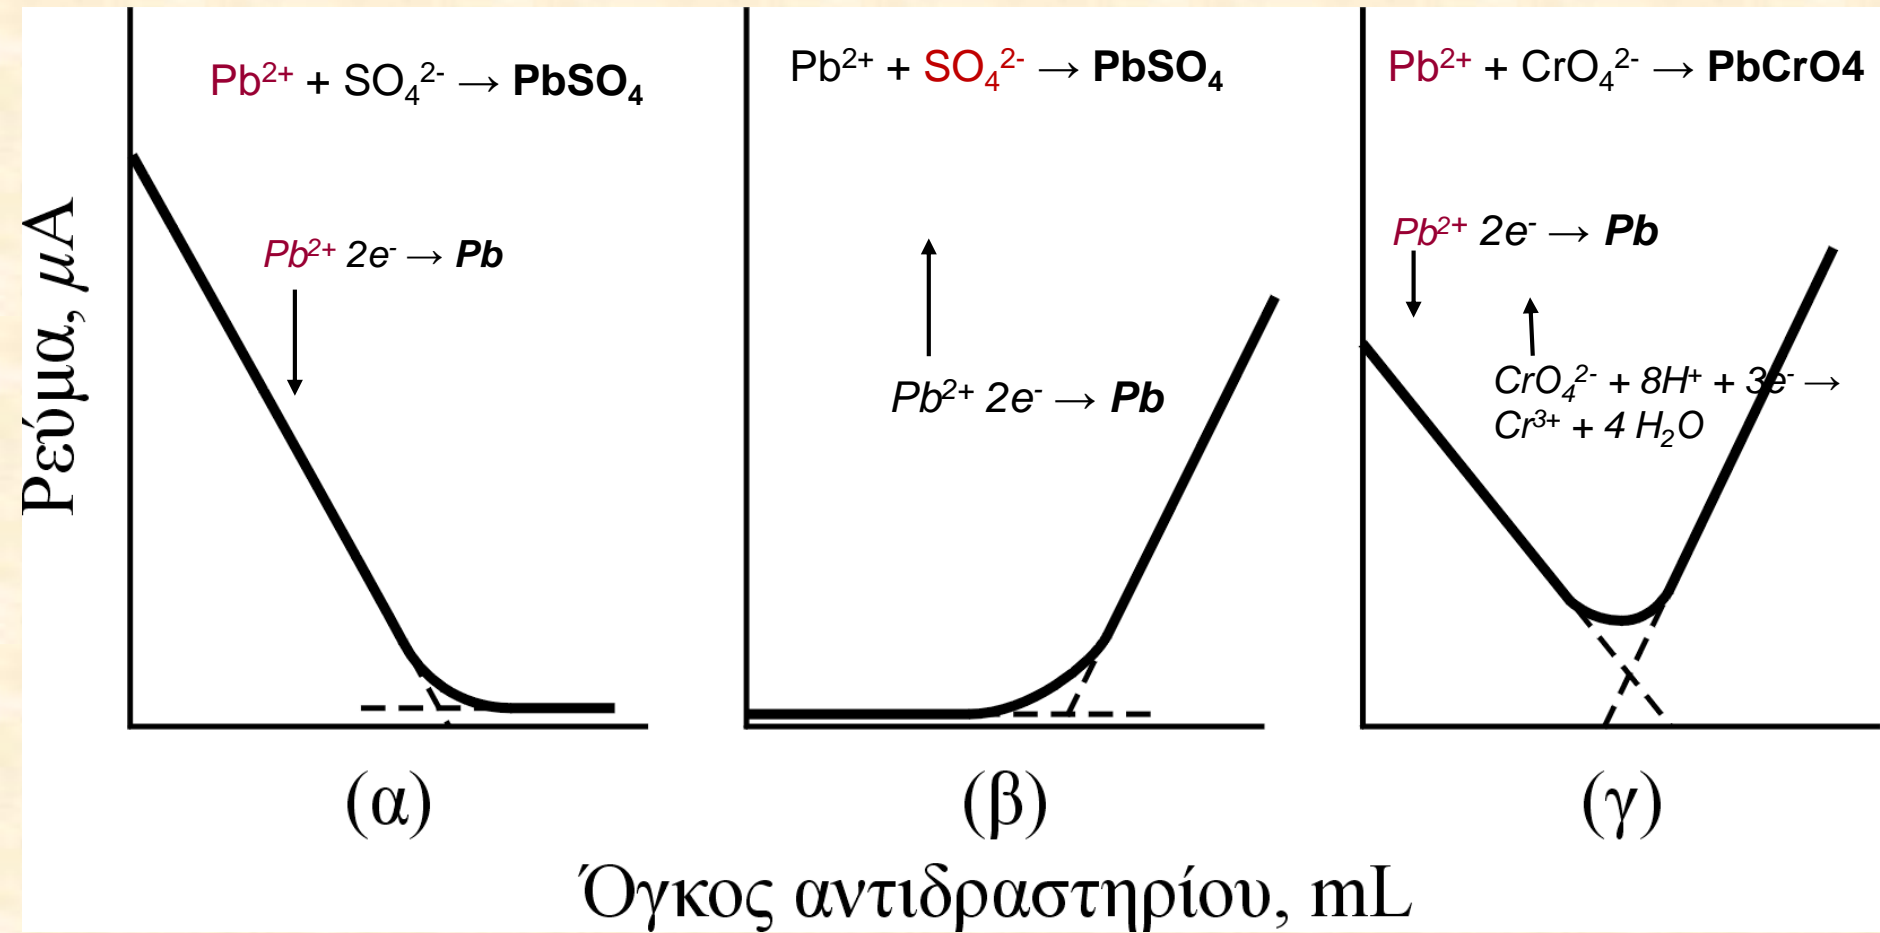 Ρεύμα, μΑ
Pb²⁺ + SO₄²⁻ → PbSO₄
Pb²⁺ 2e⁻ → Pb
(α)
Pb²⁺ + SO₄²⁻ → PbSO₄
Pb²⁺ 2e⁻ → Pb
(β)
Pb²⁺ + CrO₄²⁻ → PbCrO4
Pb²⁺ 2e⁻ → Pb
CrO₄²⁻ + 8H⁺ + 3e⁻ →
Cr³⁺ + 4 H₂O
(γ)
Όγκος αντιδραστηρίου, mL